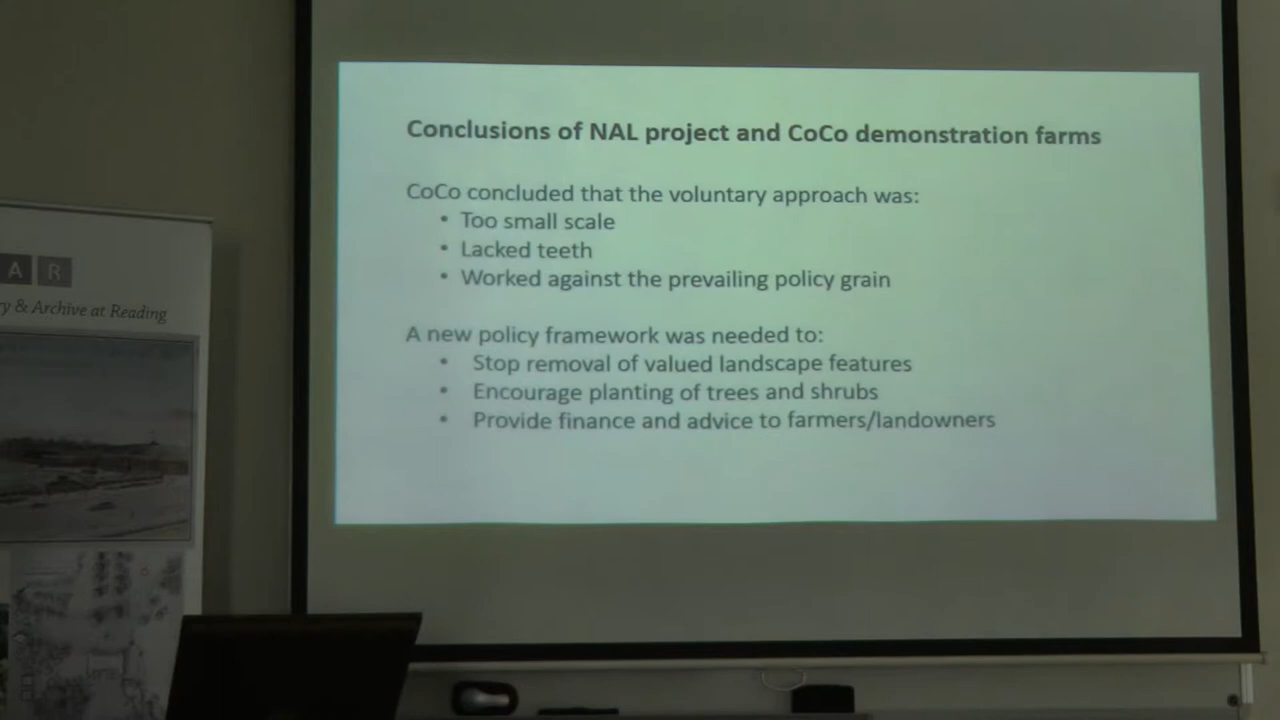 Conclusions of NAL project and CoCo demonstration farms
CoCo concluded that the voluntary approach was:
• Too small scale
• Lacked teeth
• Worked against the prevailing policy grain
A new policy framework was needed to:
• Stop removal of valued landscape features
• Encourage planting of trees and shrubs
• Provide finance and advice to farmers/landowners
A R
& Archive at Reading